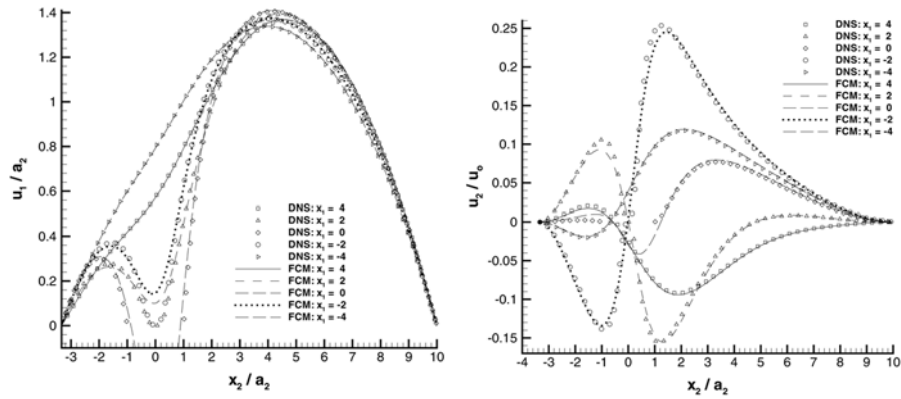 1.4
1.2
1
0.8
0.6
0.4
0.2
0
u₁ / a₂
DNS: x₁ = 4
DNS: x₁ = 2
DNS: x₁ = 0
DNS: x₁ = -2
DNS: x₁ = -4
FCM: x₁ = 4
FCM: x₁ = 2
FCM: x₁ = 0
FCM: x₁ = -2
FCM: x₁ = -4
-3 -2 -1 0 1 2 3 4 5 6 7 8 9 10
x₂ / a₂
0.25
0.2
0.15
0.1
0.05
0
-0.05
-0.1
-0.15
u₂ / u₀
DNS: x₁ = 4
DNS: x₁ = 2
DNS: x₁ = 0
DNS: x₁ = -2
DNS: x₁ = -4
FCM: x₁ = 4
FCM: x₁ = 2
FCM: x₁ = 0
FCM: x₁ = -2
FCM: x₁ = -4
-4 -3 -2 -1 0 1 2 3 4 5 6 7 8 9 10
x₂ / a₂